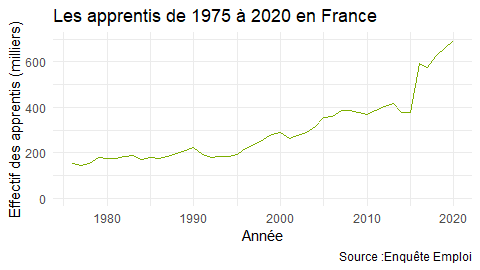 Les apprentis de 1975 à 2020 en France
Effectif des apprentis (milliers)
600
400
200
0
1980 1990 2000 2010 2020
Année
Source :Enquête Emploi